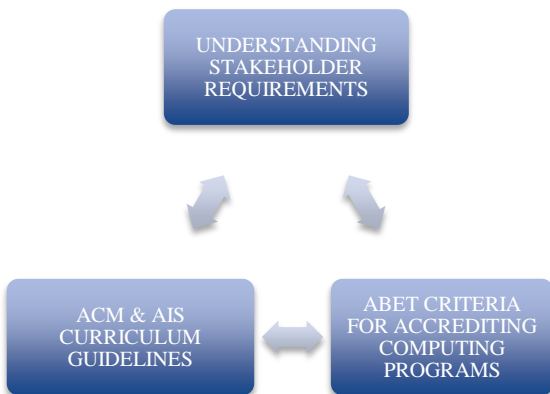 UNDERSTANDING
STAKEHOLDER
REQUIREMENTS
ACM & AIS
CURRICULUM
GUIDELINES
ABET CRITERIA
FOR ACCREDITING
COMPUTING
PROGRAMS